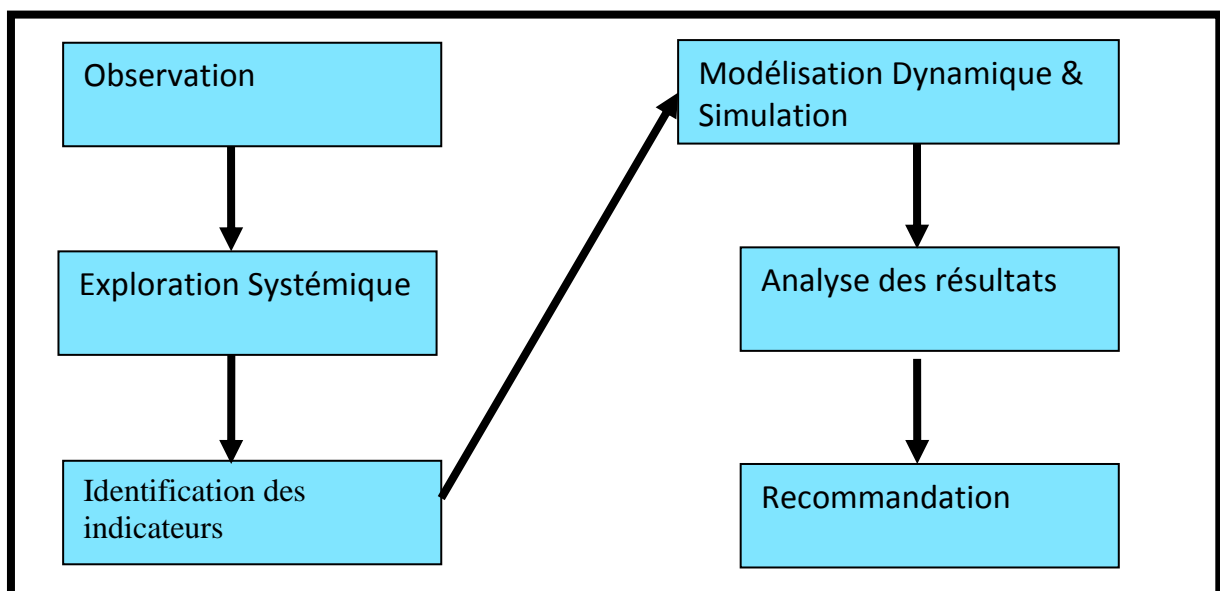 Observation
Exploration Systémique
Identification des
indicateurs
Modélisation Dynamique &
Simulation
Analyse des résultats
Recommandation